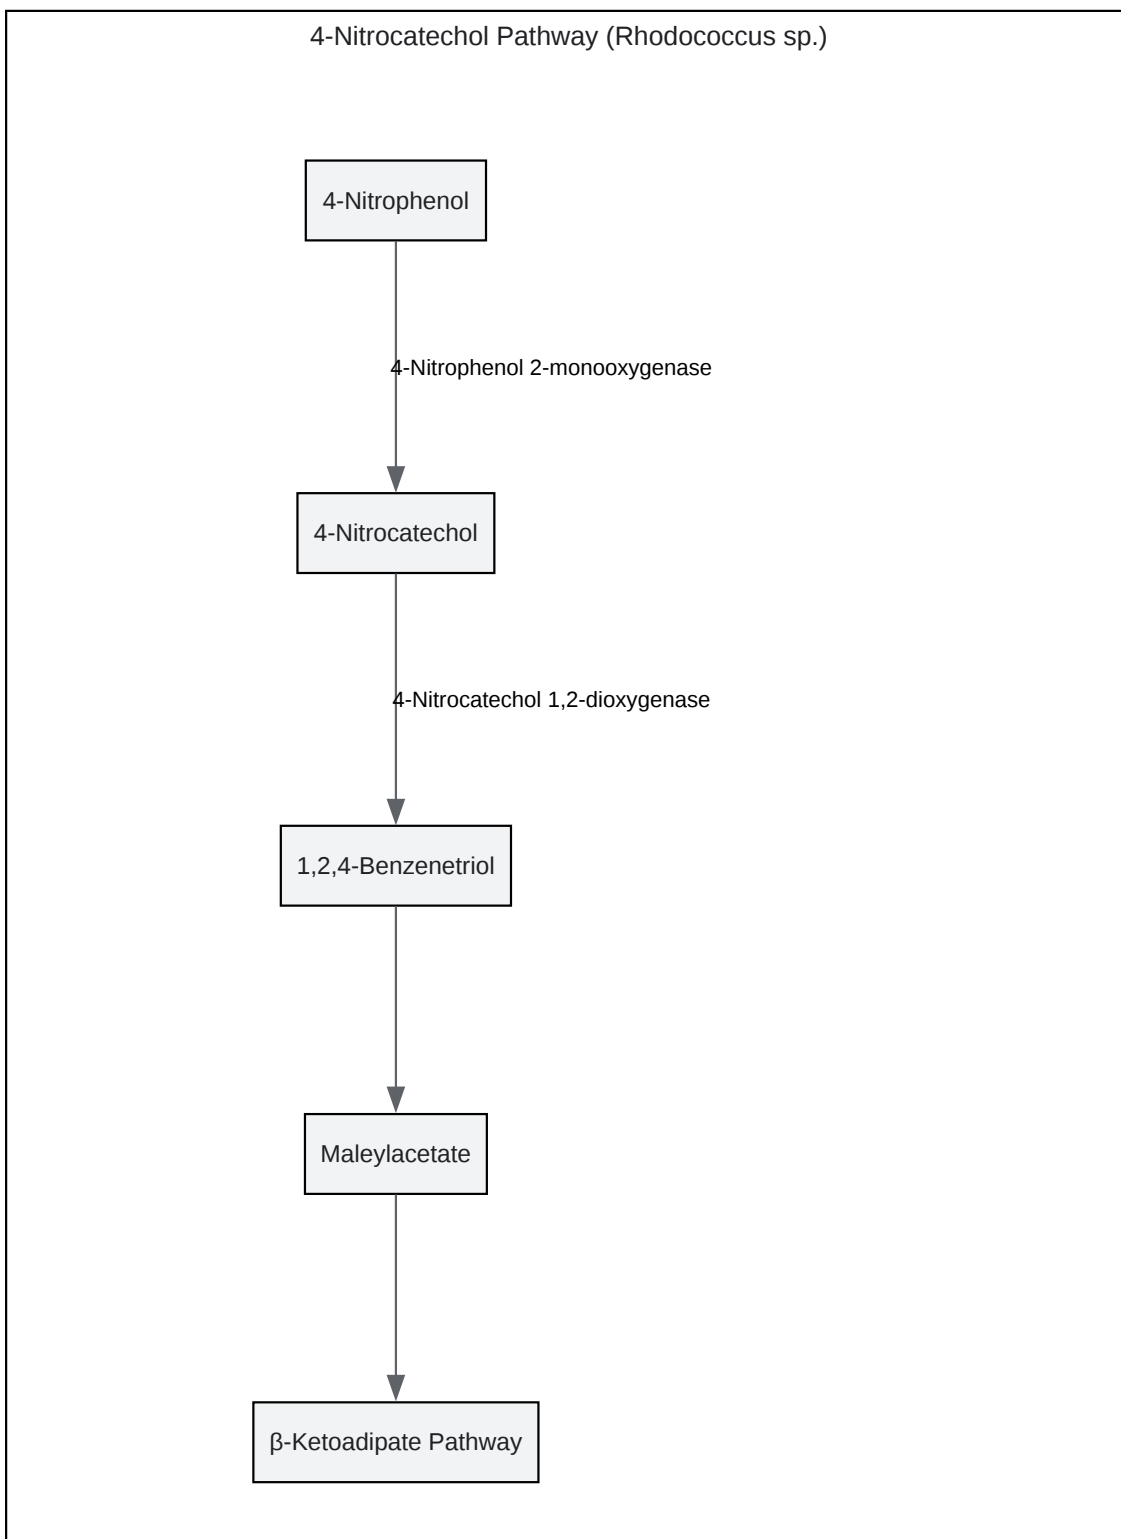 4-Nitrocatechol Pathway (Rhodococcus sp.)
4-Nitrophenol
4-Nitrophenol 2-monooxygenase
4-Nitrocatechol
4-Nitrocatechol 1,2-dioxygenase
1,2,4-Benzenetriol
Maleylacetate
β-Ketoadipate Pathway